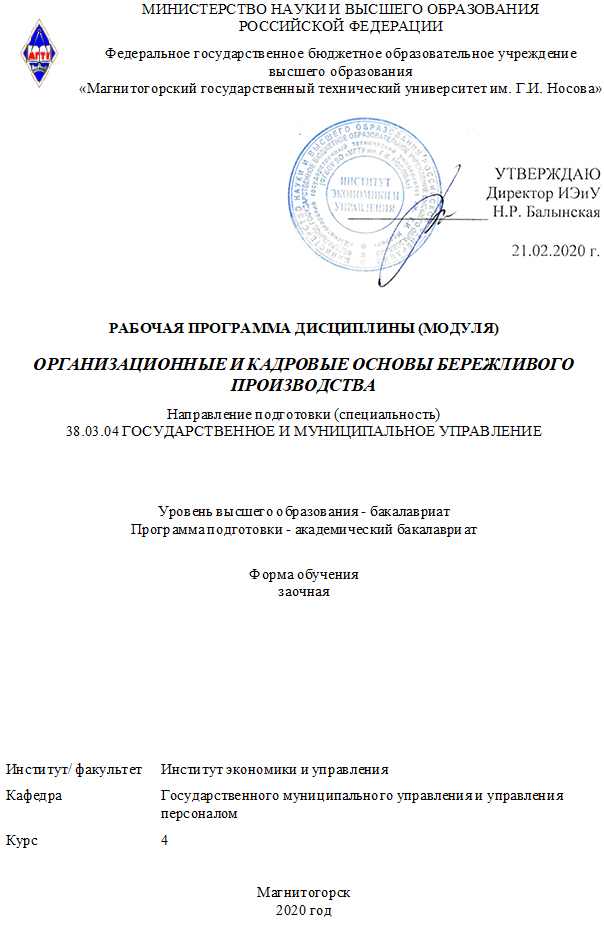 МИНИСТЕРСТВО НАУКИ И ВЫСШЕГО ОБРАЗОВАНИЯ
РОССИЙСКОЙ ФЕДЕРАЦИИ
Федеральное государственное бюджетное образовательное учреждение
высшего образования
«Магнитогорский государственный технический университет им. Г.И. Носова»
МГТУ
ИНСТИТУТ
ЭКОНОМИКИ И
УПРАВЛЕНИЯ
УТВЕРЖДАЮ
Директор ИЭиУ
Н.Р. Балынская
21.02.2020 г.
РАБОЧАЯ ПРОГРАММА ДИСЦИПЛИНЫ (МОДУЛЯ)
ОРГАНИЗАЦИОННЫЕ И КАДРОВЫЕ ОСНОВЫ БЕРЕЖЛИВОГО
ПРОИЗВОДСТВА
Направление подготовки (специальность)
38.03.04 ГОСУДАРСТВЕННОЕ И МУНИЦИПАЛЬНОЕ УПРАВЛЕНИЕ
Уровень высшего образования - бакалавриат
Программа подготовки - академический бакалавриат
Форма обучения
заочная
Институт/ факультет Институт экономики и управления
Кафедра Государственного муниципального управления и управления
персоналом
Курс 4
Магнитогорск
2020 год